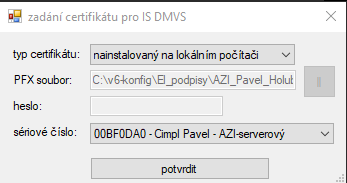 zadání certifikátu pro IS DMVS
typ certifikátu: nainstalovaný na lokálním počítači
PFX soubor: C:\v6-konfig\El_podpisy\AZI_Pavel_Holub
heslo:
sériové číslo: 00BF0DA0 - Cimpl Pavel - AZI-serverový
potvrdit